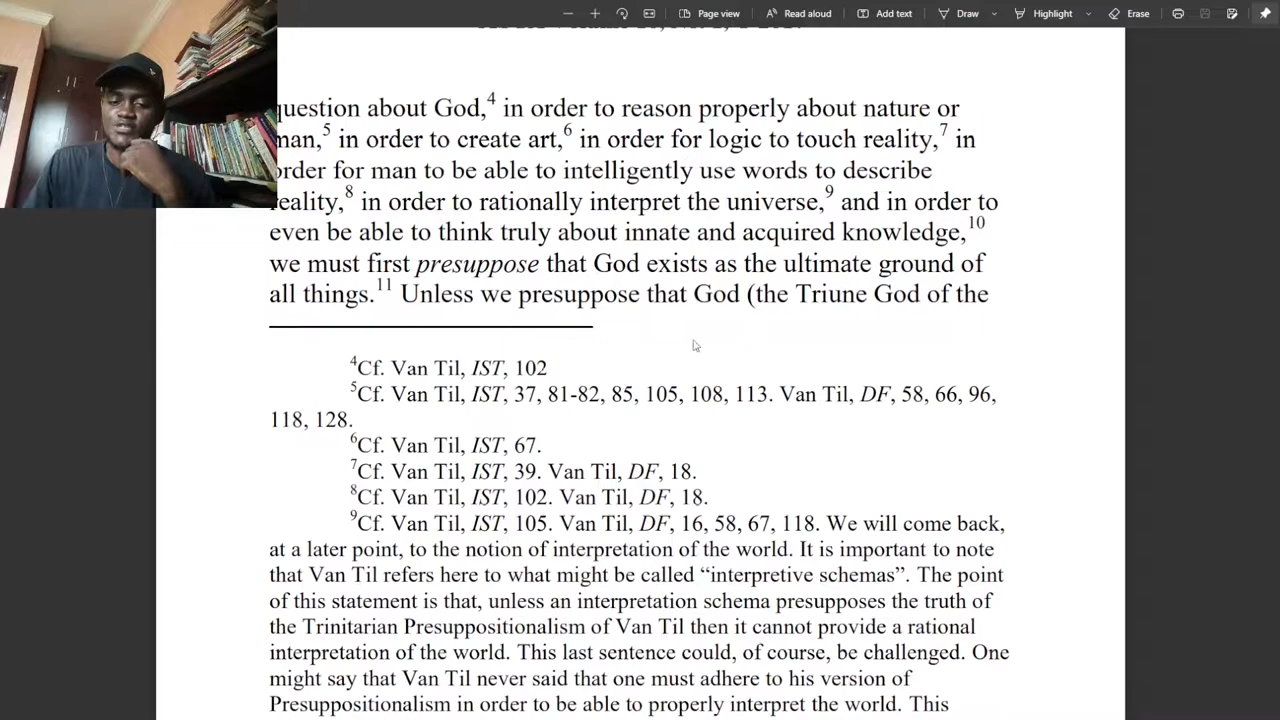 Page view
Read aloud
Add text
Draw
Highlight
Erase
question about God,4 in order to reason properly about nature or
man,5 in order to create art,6 in order for logic to touch reality,7 in
order for man to be able to intelligently use words to describe
reality,8 in order to rationally interpret the universe,9 and in order to
even be able to think truly about innate and acquired knowledge,10
we must first presuppose that God exists as the ultimate ground of
all things.11 Unless we presuppose that God (the Triune God of the
4Cf. Van Til, IST, 102
5Cf. Van Til, IST, 37, 81-82, 85, 105, 108, 113. Van Til, DF, 58, 66, 96,
118, 128.
6Cf. Van Til, IST, 67.
7Cf. Van Til, IST, 39. Van Til, DF, 18.
8Cf. Van Til, IST, 102. Van Til, DF, 18.
9Cf. Van Til, IST, 105. Van Til, DF, 16, 58, 67, 118. We will come back,
at a later point, to the notion of interpretation of the world. It is important to note
that Van Til refers here to what might be called “interpretive schemas”. The point
of this statement is that, unless an interpretation schema presupposes the truth of
the Trinitarian Presuppositionalism of Van Til then it cannot provide a rational
interpretation of the world. This last sentence could, of course, be challenged. One
might say that Van Til never said that one must adhere to his version of
Presuppositionalism in order to be able to properly interpret the world. This